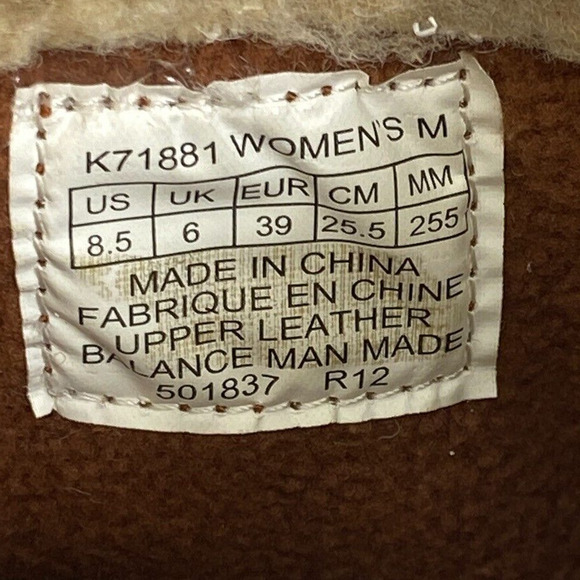 K71881 WOMEN'S M
US UK EUR CM MM
8.5 6 39 25.5 255
MADE IN CHINA
FABRIQUE EN CHINE
UPPER LEATHER
BALANCE MAN MADE
501837 R12